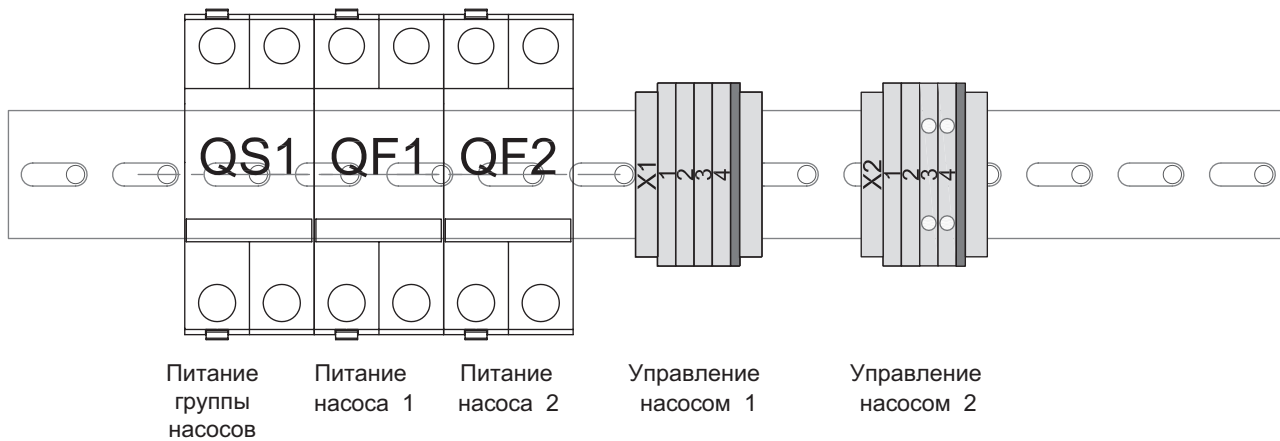 QS1 QF1 QF2
X1 1 2 3 4
X2 1 2 3 4
Питание группы насосов
Питание насоса 1
Питание насоса 2
Управление насосом 1
Управление насосом 2